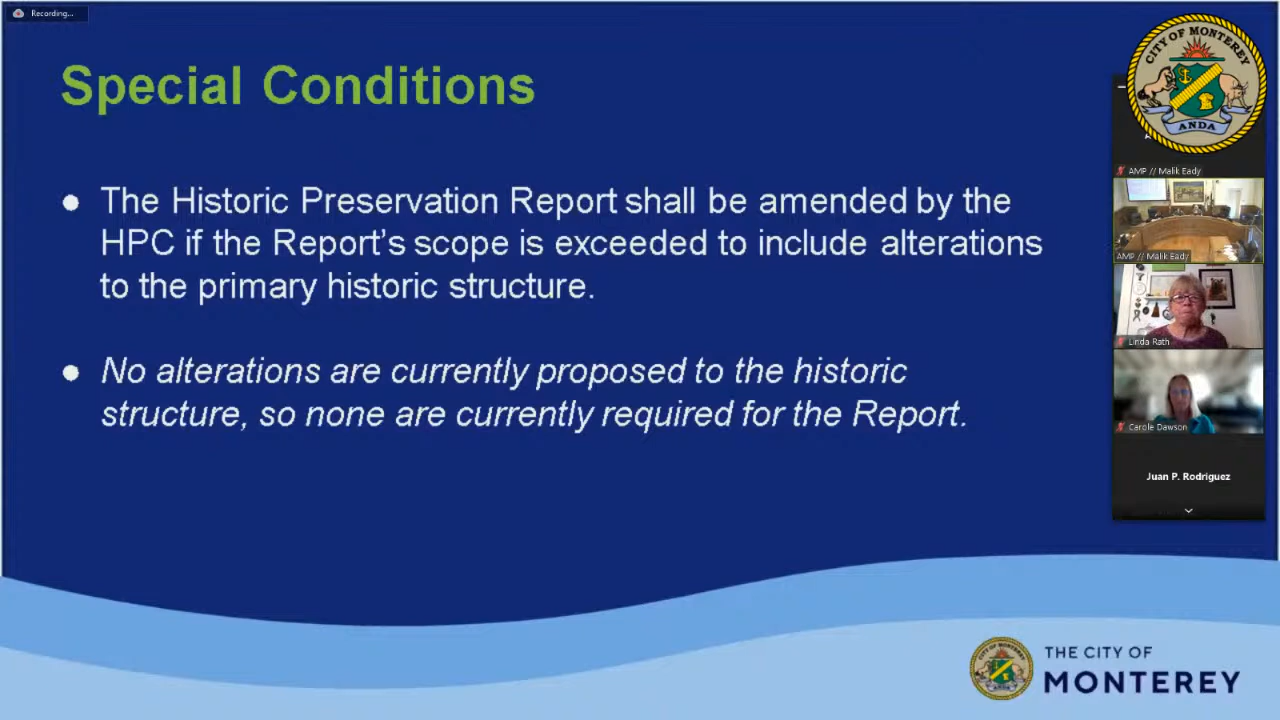 Recording...
Special Conditions
● The Historic Preservation Report shall be amended by the
HPC if the Report's scope is exceeded to include alterations
to the primary historic structure.
● No alterations are currently proposed to the historic
structure, so none are currently required for the Report.
CITY OF MONTEREY
ANDA
AMP // Malik Eady
AMP // Malik Eady
Linda Rath
Carole Dawson
Juan P. Rodriguez
THE CITY OF
MONTEREY